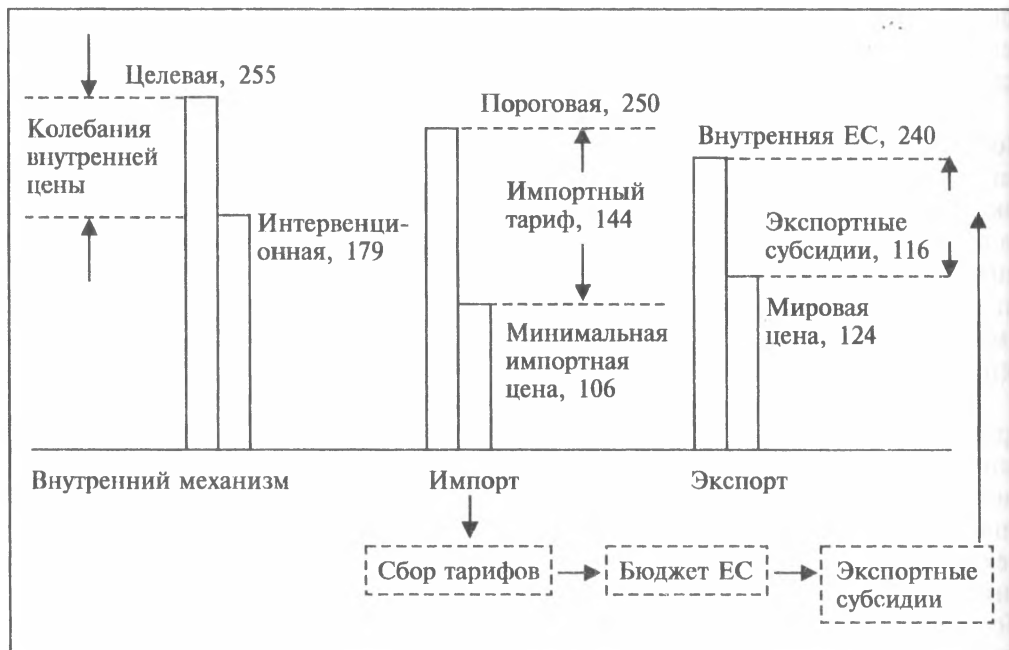 Целевая, 255
Колебания
внутренней
цены
Интервенци-
онная, 179
Пороговая, 250
Импортный
тариф, 144
Минимальная
импортная
цена, 106
Внутренняя ЕС, 240
Экспортные
субсидии, 116
Мировая
цена, 124
Внутренний механизм
Импорт
Экспорт
Сбор тарифов
Бюджет ЕС
Экспортные
субсидии